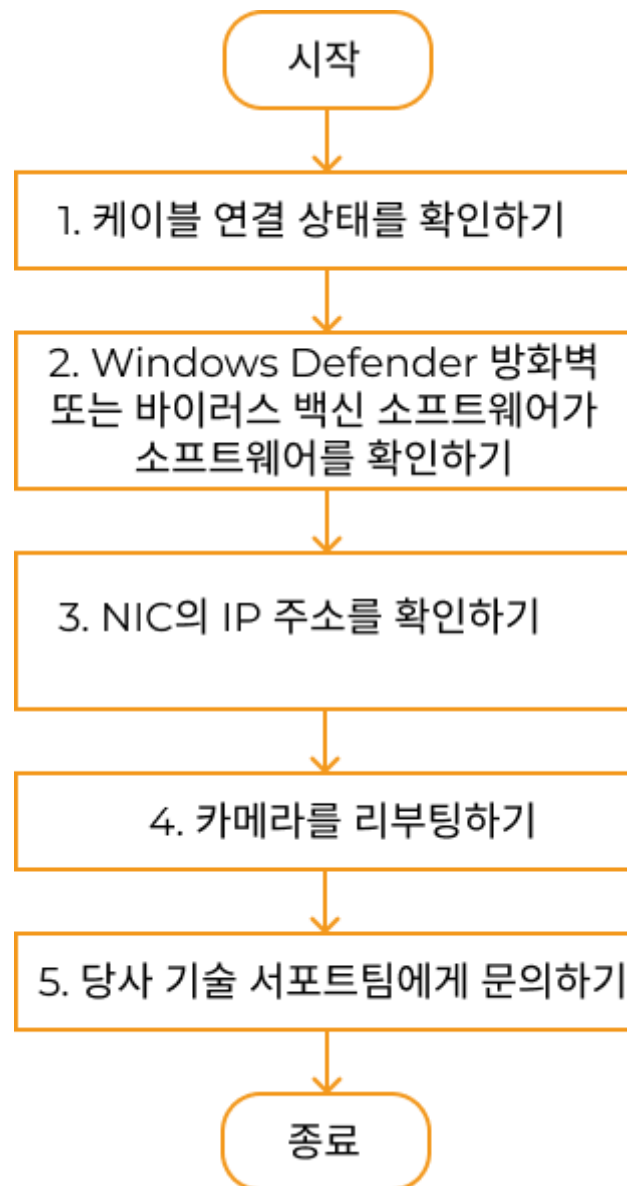 시작
1. 케이블 연결 상태를 확인하기
2. Windows Defender 방화벽
또는 바이러스 백신 소프트웨어가
소프트웨어를 확인하기
3. NIC의 IP 주소를 확인하기
4. 카메라를 리부팅하기
5. 당사 기술 서포트팀에게 문의하기
종료